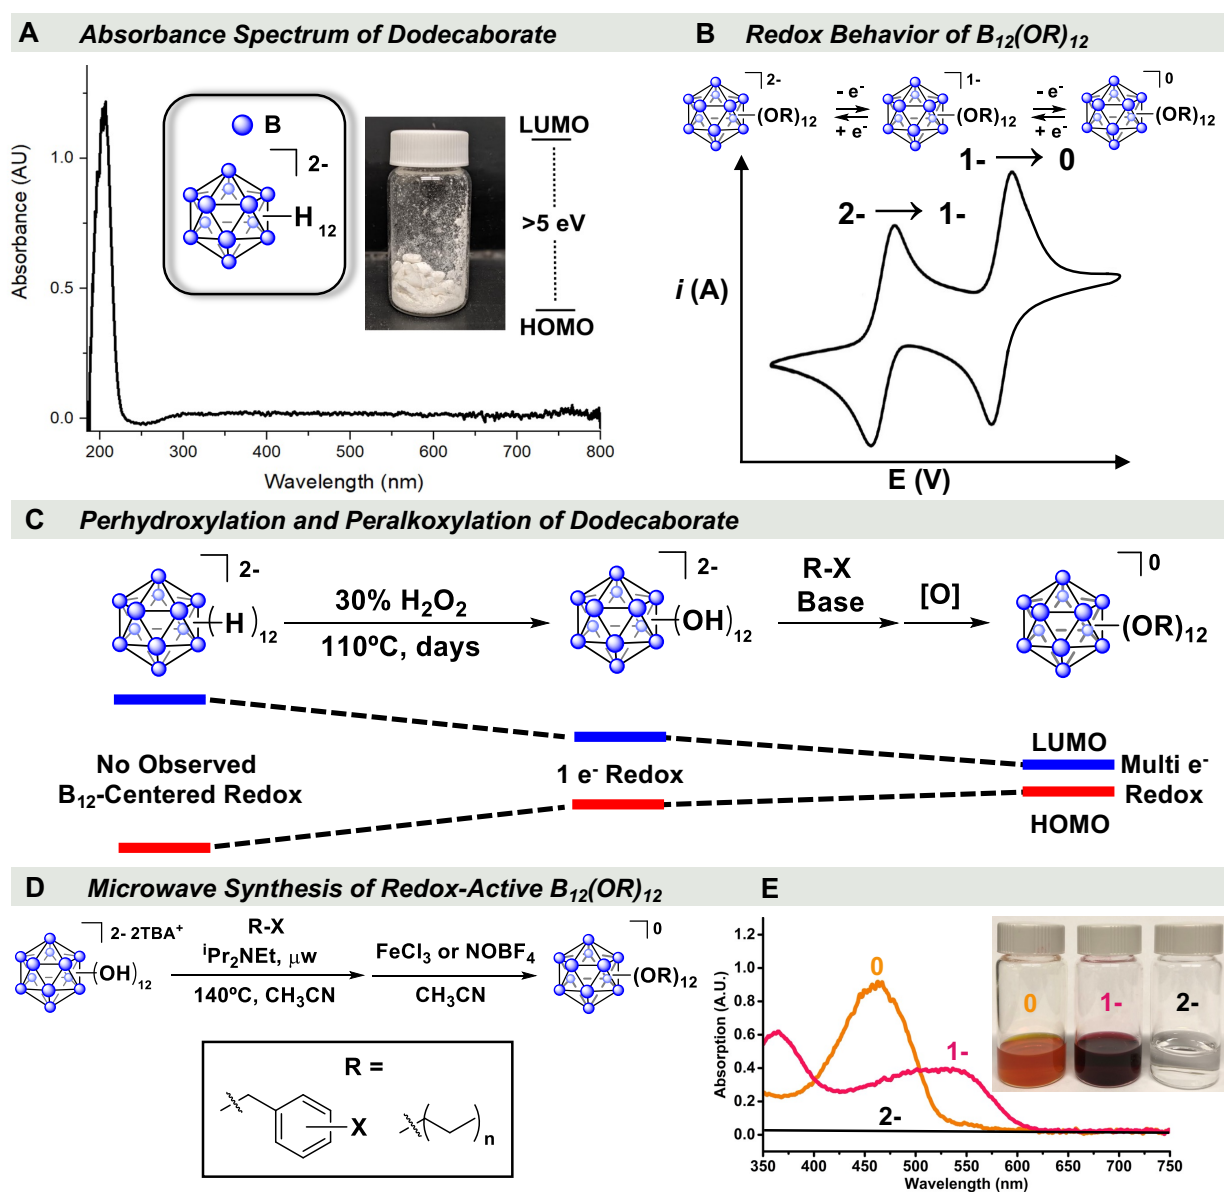 A Absorbance Spectrum of Dodecaborate
Absorbance (AU)
1.0
0.5
0.0
200 300 400 500 600 700 800
Wavelength (nm)
B
2-
H12
LUMO
>5 eV
HOMO
B Redox Behavior of B12(OR)12
2-
(OR)12
- e-
+ e-
1-
(OR)12
- e-
+ e-
0
(OR)12
1- → 0
2- → 1-
i (A)
E (V)
C Perhydroxylation and Peralkoxylation of Dodecaborate
2-
(H)12
30% H2O2
110ºC, days
2-
(OH)12
R-X
Base
[O]
0
(OR)12
No Observed
B12-Centered Redox
1 e- Redox
LUMO
HOMO
Multi e-
Redox
D Microwave Synthesis of Redox-Active B12(OR)12
2- 2TBA+
(OH)12
R-X
iPr2NEt, μw
140ºC, CH3CN
FeCl3 or NOBF4
CH3CN
0
(OR)12
R =
X
( )n
E
Absorption (A.U.)
1.2
1.0
0.8
0.6
0.4
0.2
0.0
0
1-
2-
0 1- 2-
350 400 450 500 550 600 650 700 750
Wavelength (nm)